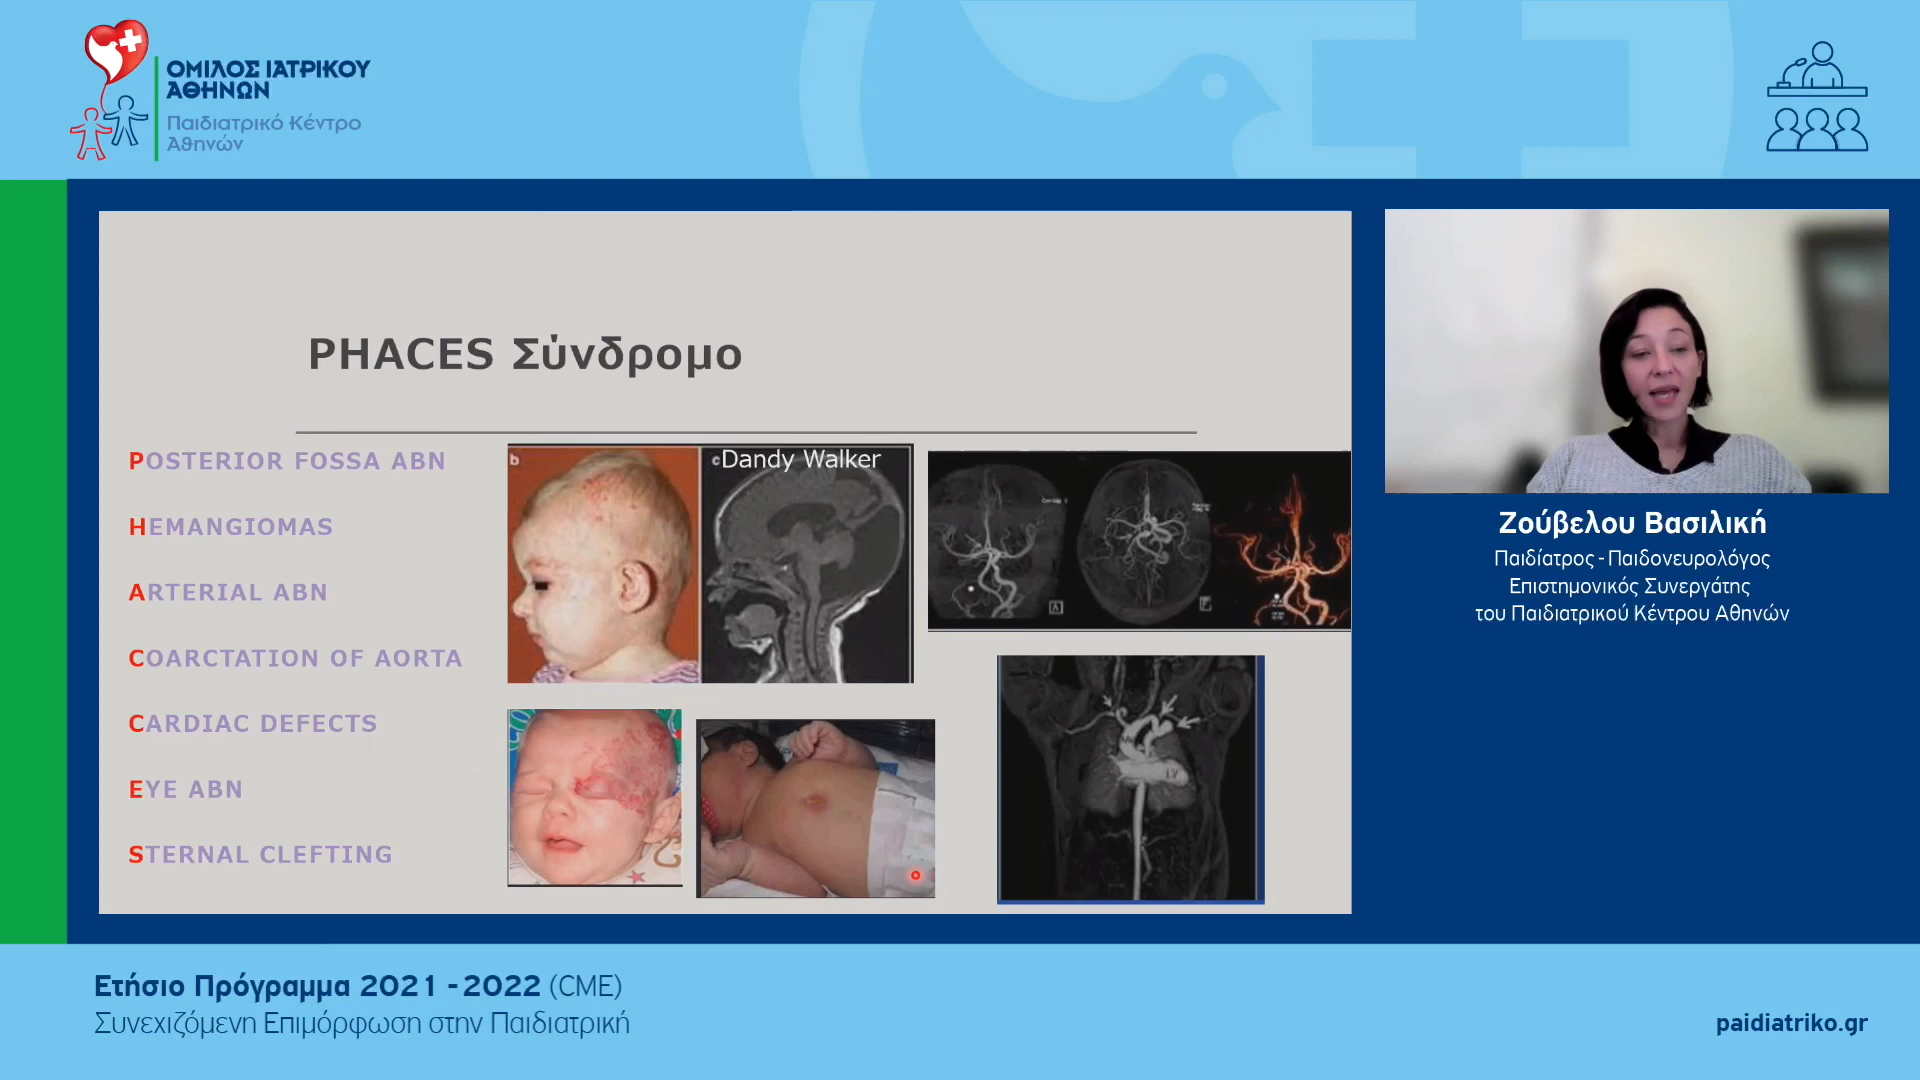 ΟΜΙΛΟΣ ΙΑΤΡΙΚΟΥ
ΑΘΗΝΩΝ
Παιδιατρικό Κέντρο
Αθηνών
PHACES Σύνδρομο
POSTERIOR FOSSA ABN
HEMANGIOMAS
ARTERIAL ABN
COARCTATION OF AORTA
CARDIAC DEFECTS
EYE ABN
STERNAL CLEFTING
b
c
Dandy Walker
A
LV
Ζούβελου Βασιλική
Παιδίατρος - Παιδονευρολόγος
Επιστημονικός Συνεργάτης
του Παιδιατρικού Κέντρου Αθηνών
Ετήσιο Πρόγραμμα 2021 - 2022 (CME)
Συνεχιζόμενη Επιμόρφωση στην Παιδιατρική
paidiatriko.gr